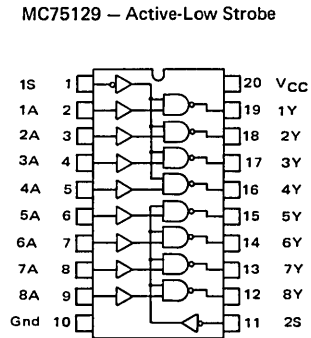 MC75129 — Active-Low Strobe
1S 1 20 VCC
1A 2 19 1Y
2A 3 18 2Y
3A 4 17 3Y
4A 5 16 4Y
5A 6 15 5Y
6A 7 14 6Y
7A 8 13 7Y
8A 9 12 8Y
Gnd 10 11 2S